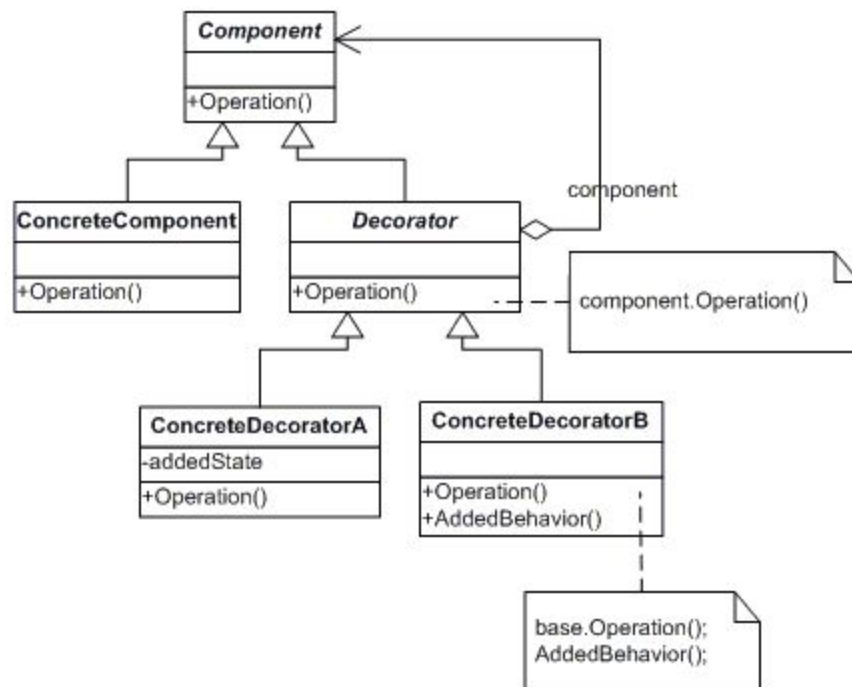 Component
+Operation()
component
ConcreteComponent
+Operation()
Decorator
+Operation()
component.Operation()
ConcreteDecoratorA
-addedState
+Operation()
ConcreteDecoratorB
+Operation()
+AddedBehavior()
base.Operation();
AddedBehavior();